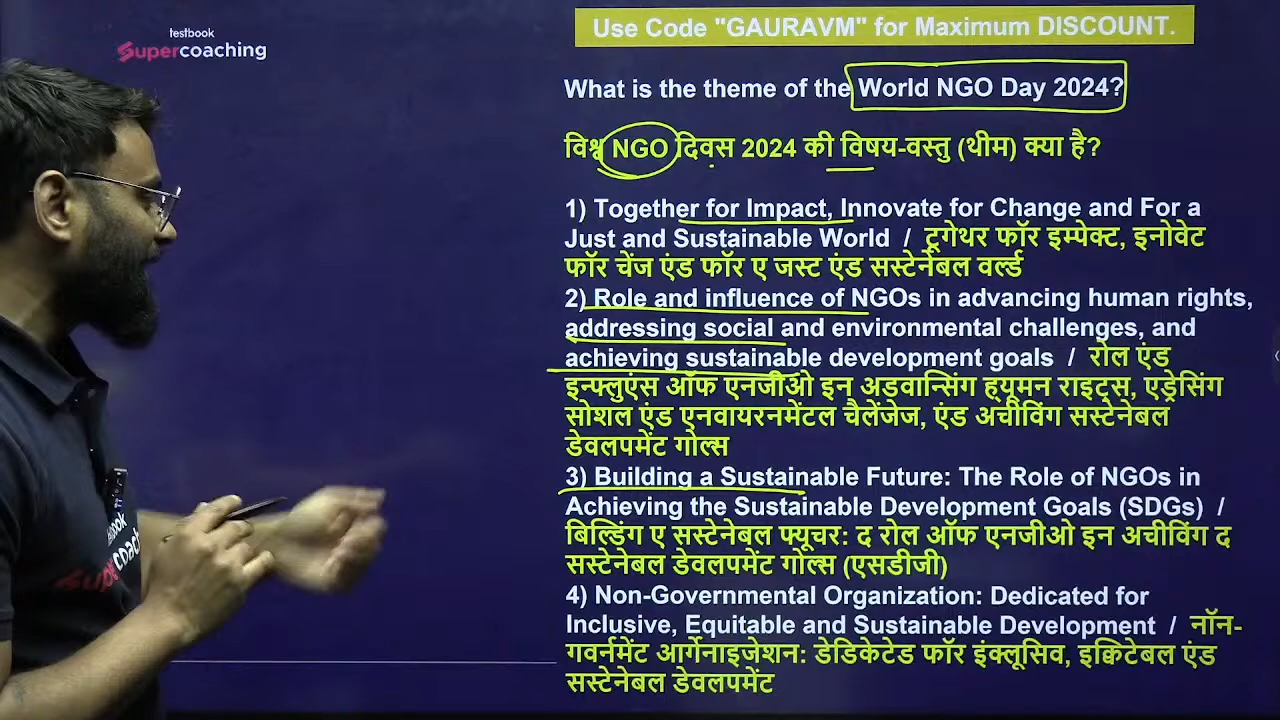 testbook
Supercoaching
Use Code "GAURAVM" for Maximum DISCOUNT.
What is the theme of the World NGO Day 2024?
विश्व NGO दिवस 2024 की विषय-वस्तु (थीम) क्या है?
1) Together for Impact, Innovate for Change and For a
Just and Sustainable World / टूगेथर फॉर इम्पेक्ट, इनोवेट
फॉर चेंज एंड फॉर ए जस्ट एंड सस्टेनेबल वर्ल्ड
2) Role and influence of NGOs in advancing human rights,
addressing social and environmental challenges, and
achieving sustainable development goals / रोल एंड
इन्फ्लुएंस ऑफ एनजीओ इन अडवान्सिंग ह्यूमन राइट्स, एड्रेसिंग
सोशल एंड एनवायरनमेंटल चैलेंजेज, एंड अचीविंग सस्टेनेबल
डेवलपमेंट गोल्स
3) Building a Sustainable Future: The Role of NGOs in
Achieving the Sustainable Development Goals (SDGs) /
बिल्डिंग ए सस्टेनेबल फ्यूचर: द रोल ऑफ एनजीओ इन अचीविंग द
सस्टेनेबल डेवलपमेंट गोल्स (एसडीजी)
4) Non-Governmental Organization: Dedicated for
Inclusive, Equitable and Sustainable Development / नॉन-
गवर्नमेंट आर्गेनाइजेशन: डेडिकेटेड फॉर इंक्लूसिव, इक्विटेबल एंड
सस्टेनेबल डेवलपमेंट